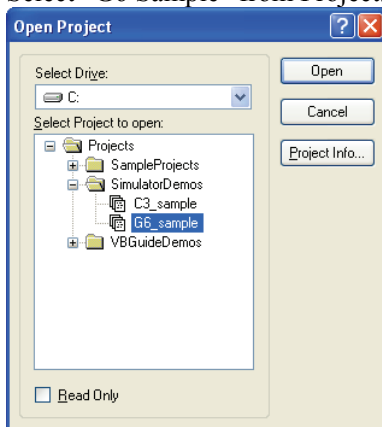 Select "G6 Sample" from Project
Open Project
Select Drive:
C:
Select Project to open:
Projects
SampleProjects
SimulatorDemos
C3_sample
G6_sample
VBGuideDemos
Read Only
Open
Cancel
Project Info...